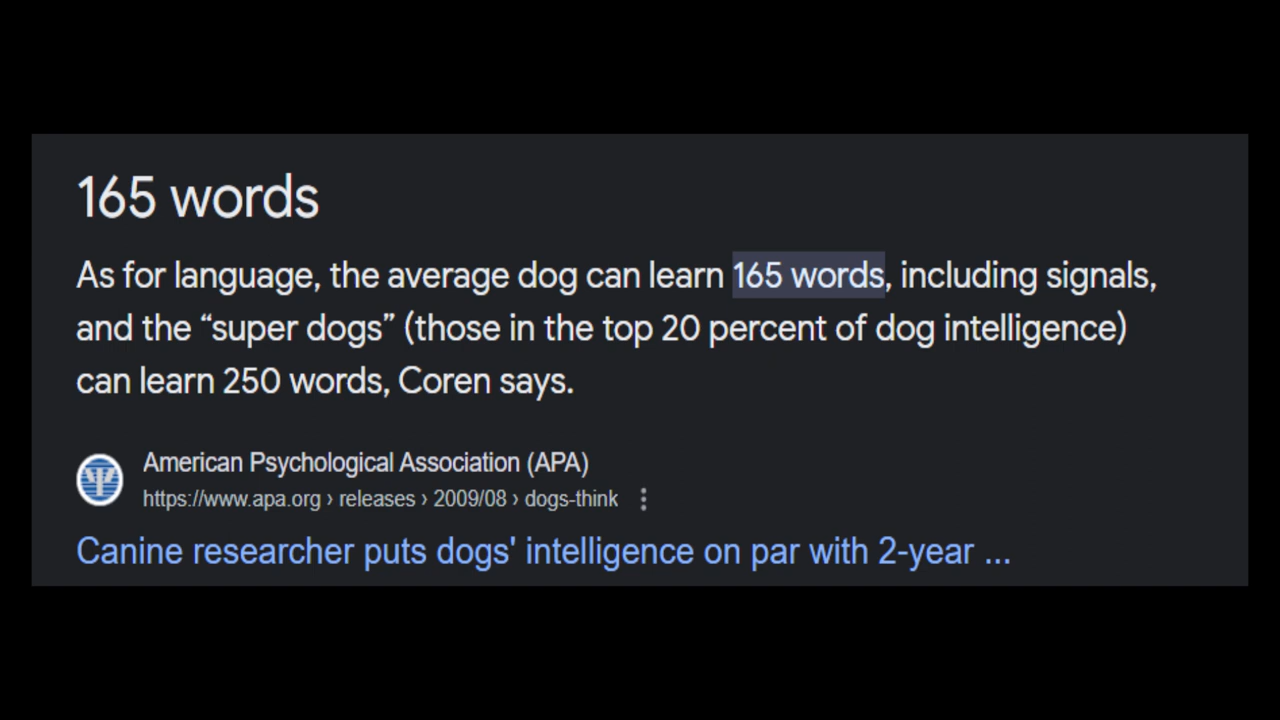 165 words
As for language, the average dog can learn 165 words, including signals,
and the “super dogs” (those in the top 20 percent of dog intelligence)
can learn 250 words, Coren says.
American Psychological Association (APA)
https://www.apa.org › releases › 2009/08 › dogs-think
Canine researcher puts dogs' intelligence on par with 2-year ...